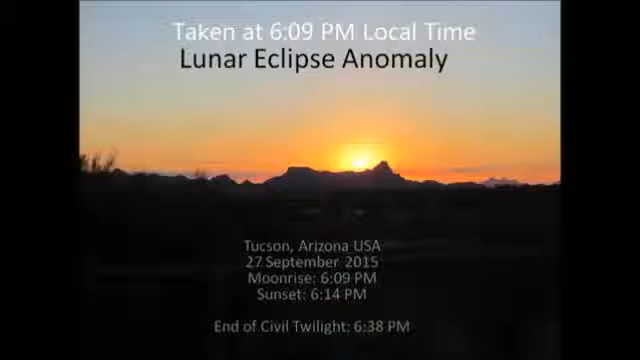 Taken at 6:09 PM Local Time
Lunar Eclipse Anomaly
Tucson, Arizona USA
27 September 2015
Moonrise: 6:09 PM
Sunset: 6:14 PM
End of Civil Twilight: 6:38 PM